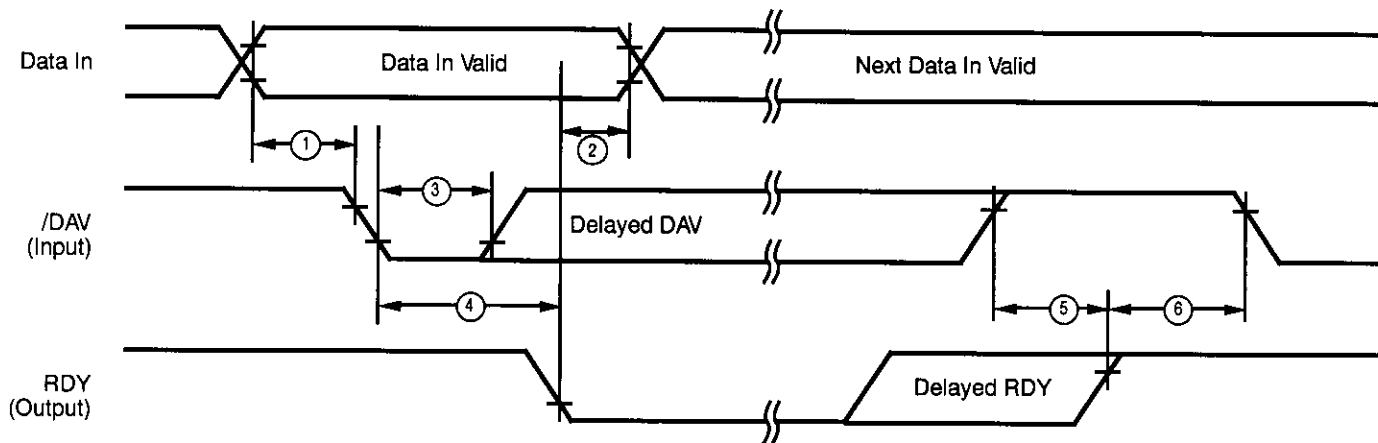 Data In
Data In Valid
Next Data In Valid
1
2
3
/DAV
(Input)
Delayed DAV
4
5
6
RDY
(Output)
Delayed RDY